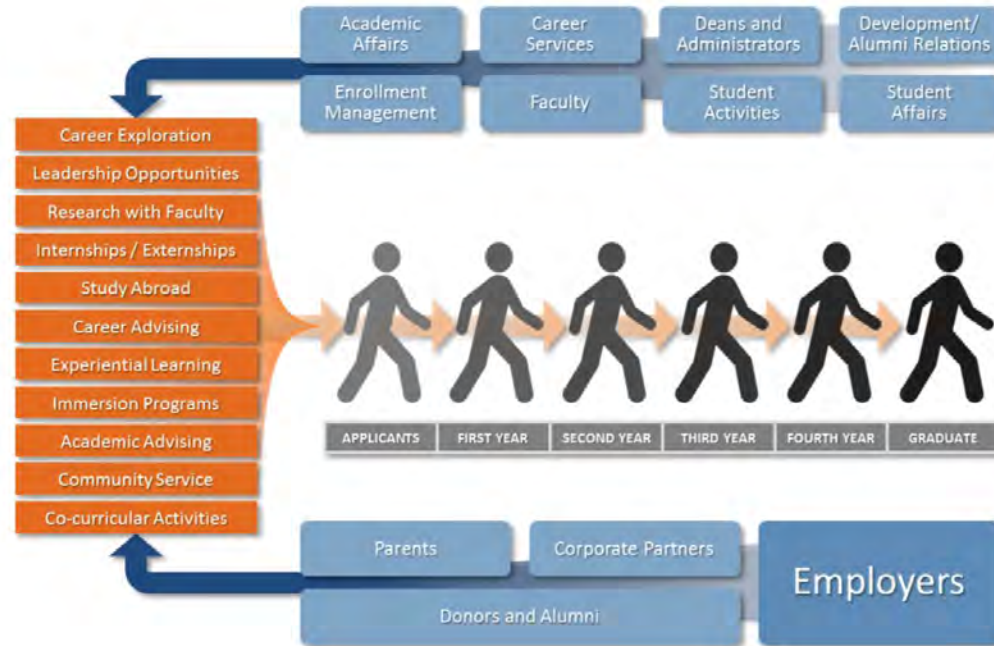 Academic
Affairs
Career
Services
Deans and
Administrators
Development/
Alumni Relations
Enrollment
Management
Faculty
Student
Activities
Student
Affairs
Career Exploration
Leadership Opportunities
Research with Faculty
Internships / Externships
Study Abroad
Career Advising
Experiential Learning
Immersion Programs
Academic Advising
Community Service
Co-curricular Activities
APPLICANTS
FIRST YEAR
SECOND YEAR
THIRD YEAR
FOURTH YEAR
GRADUATE
Parents
Corporate Partners
Donors and Alumni
Employers